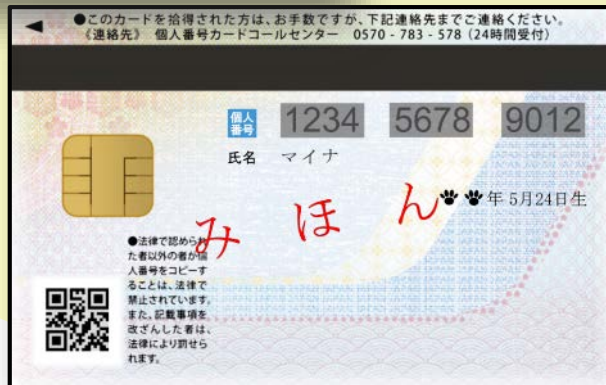 ●このカードを拾得された方は、お手数ですが、下記連絡先までご連絡ください。
《連絡先》 個人番号カードコールセンター 0570-783-578（24時間受付）
個人番号 1234 5678 9012
氏名 マイナ
年 5月24日生
みほん
●法律で認められ
た者以外の者が個
人番号をコピーす
ることは、法律で
禁止されています。
また、記載事項を
改ざんした者は、
法律により罰せら
れます。